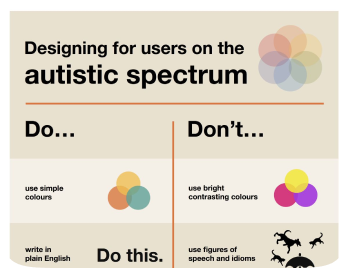 Designing for users on the
autistic spectrum
Do...
Don't...
use simple
colours
use bright
contrasting colours
write in
plain English
Do this.
use figures of
speech and idioms